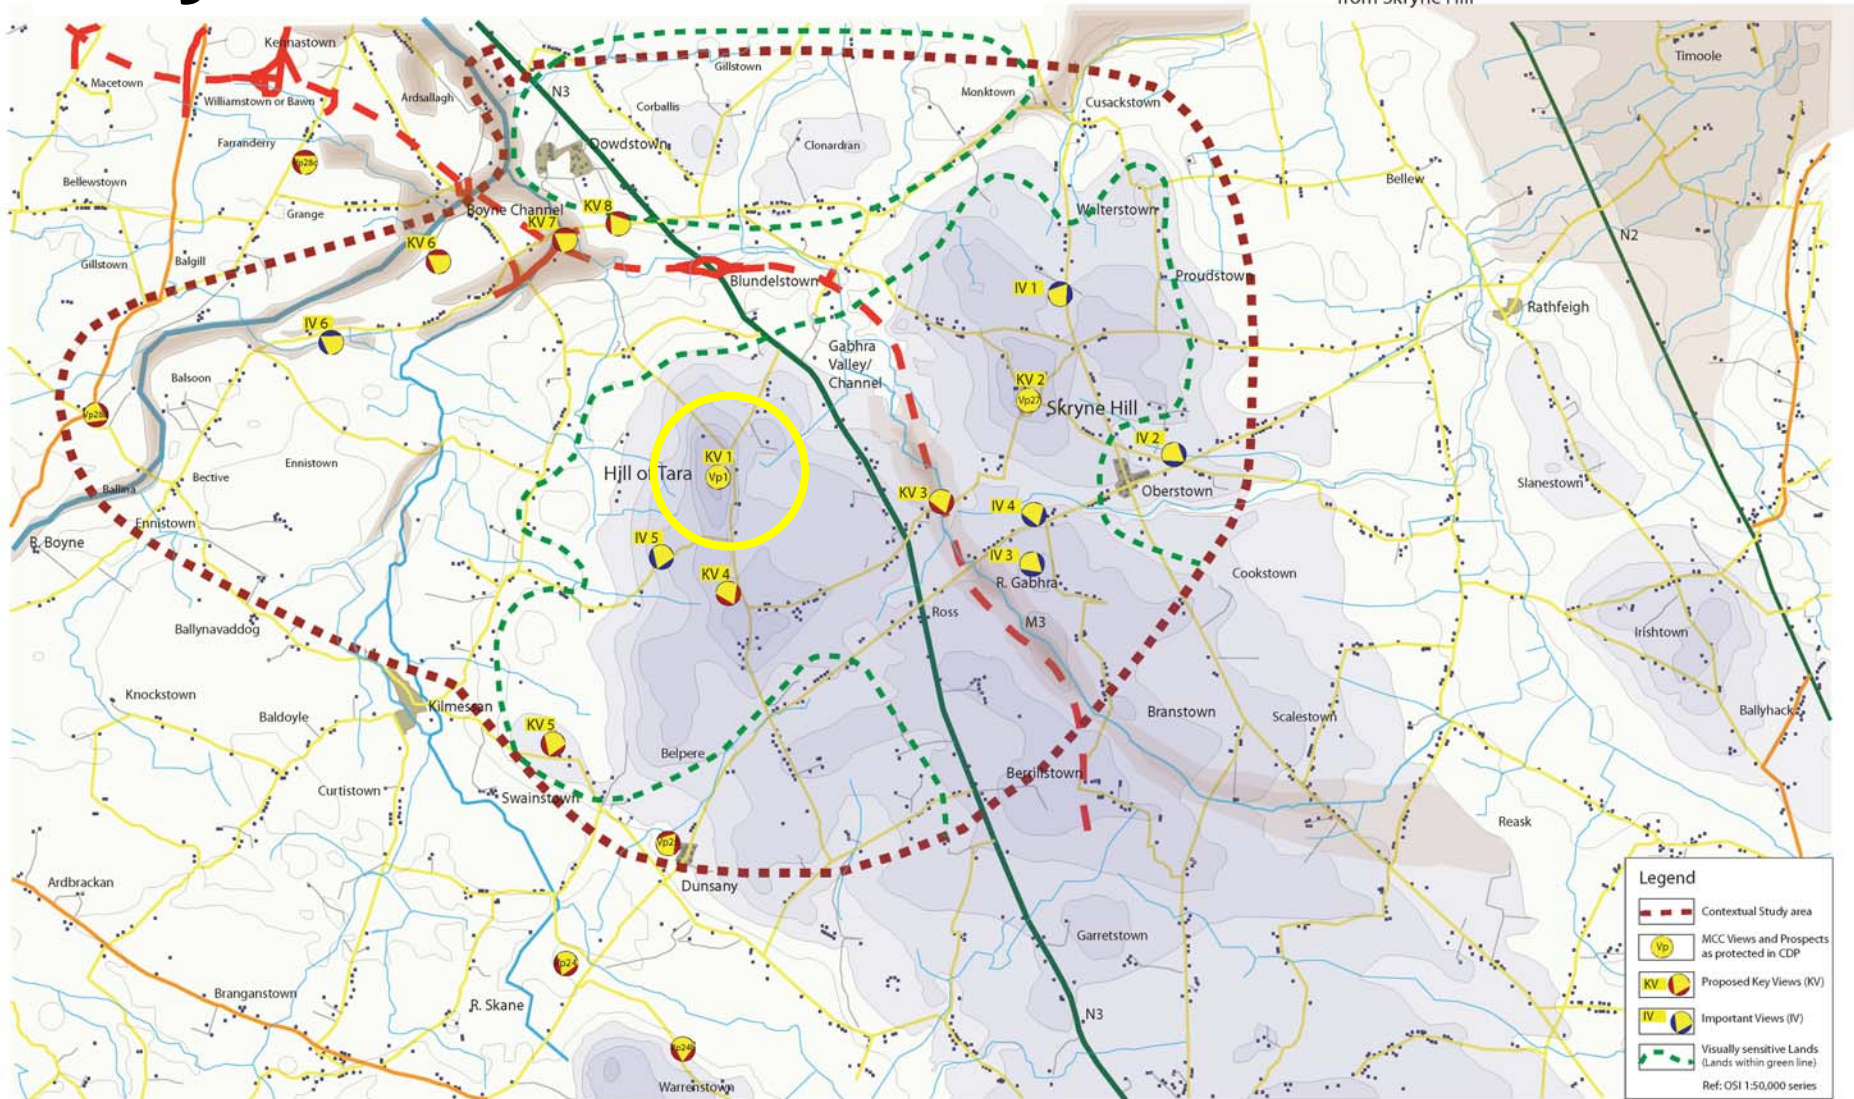 from Skryne Hill
Kennastown
Macetown
Williamstown or Bawn
Ardsallagh
N3
Gillstown
Corballis
Monktown
Cusackstown
Timoole
Farranderry
Dowdstown
Clonardran
Vp28c
Bellewstown
Grange
Boyne Channel
KV 8
KV 7
KV 6
Walterstown
Bellew
N2
Gillstown
Balgill
Blundelstown
IV 1
Proudstown
Rathfeigh
IV 6
Gabhra
Valley/
Channel
Balsoon
KV 2
Vp27
Skryne Hill
KV 1
Vp1
Hill of Tara
IV 2
Ennistown
Bective
Ballina
KV 3
IV 4
Oberstown
Slanestown
Ennistown
R. Boyne
IV 5
IV 3
R. Gabhra
Cookstown
KV 4
Ross
M3
Irishtown
Ballynavaddog
Knockstown
Baldoyle
Kilmessan
KV 5
Belpere
Branstown
Scalestown
Ballyhack
Curtistown
Swainstown
Berrillstown
Reask
Dunsany
Ardbrackan
Garretstown
Branganstown
R. Skane
N3
Warrenstown
Legend
Contextual Study area
Vp
MCC Views and Prospects
as protected in CDP
KV
Proposed Key Views (KV)
IV
Important Views (IV)
Visually sensitive Lands
(Lands within green line)
Ref: OSI 1:50,000 series